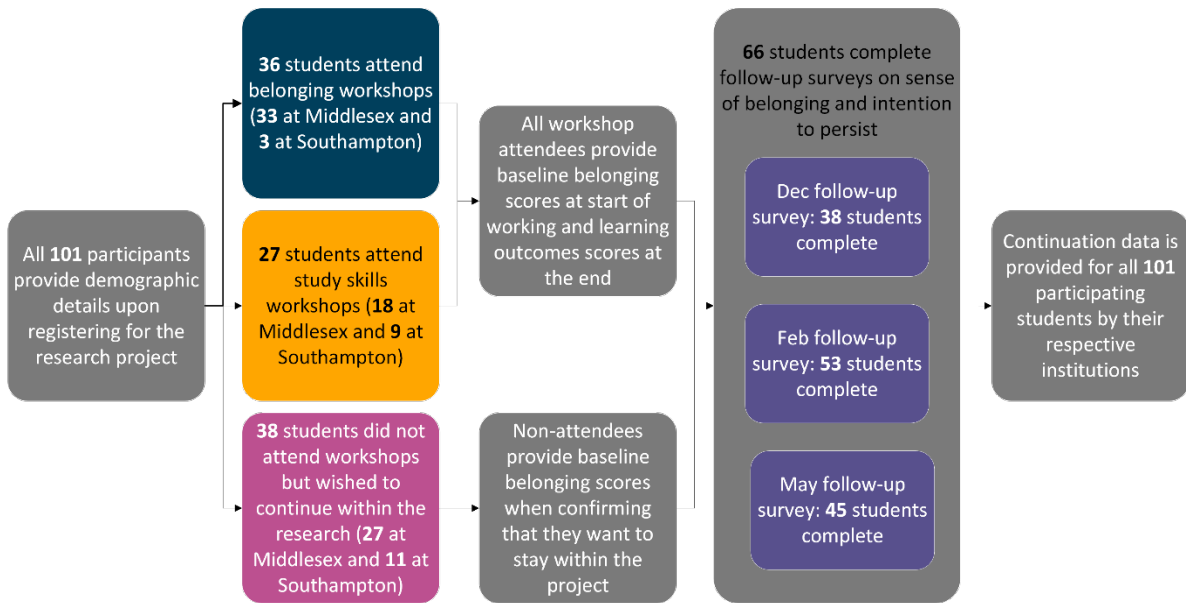 All 101 participants
provide demographic
details upon
registering for the
research project
36 students attend
belonging workshops
(33 at Middlesex and
3 at Southampton)
27 students attend
study skills
workshops (18 at
Middlesex and 9 at
Southampton)
38 students did not
attend workshops
but wished to
continue within the
research (27 at
Middlesex and 11 at
Southampton)
All workshop
attendees provide
baseline belonging
scores at start of
working and learning
outcomes scores at
the end
Non-attendees
provide baseline
belonging scores
when confirming
that they want to
stay within the
project
66 students complete
follow-up surveys on sense
of belonging and intention
to persist
Dec follow-up
survey: 38 students
complete
Feb follow-up
survey: 53 students
complete
May follow-up
survey: 45 students
complete
Continuation data is
provided for all 101
participating
students by their
respective
institutions